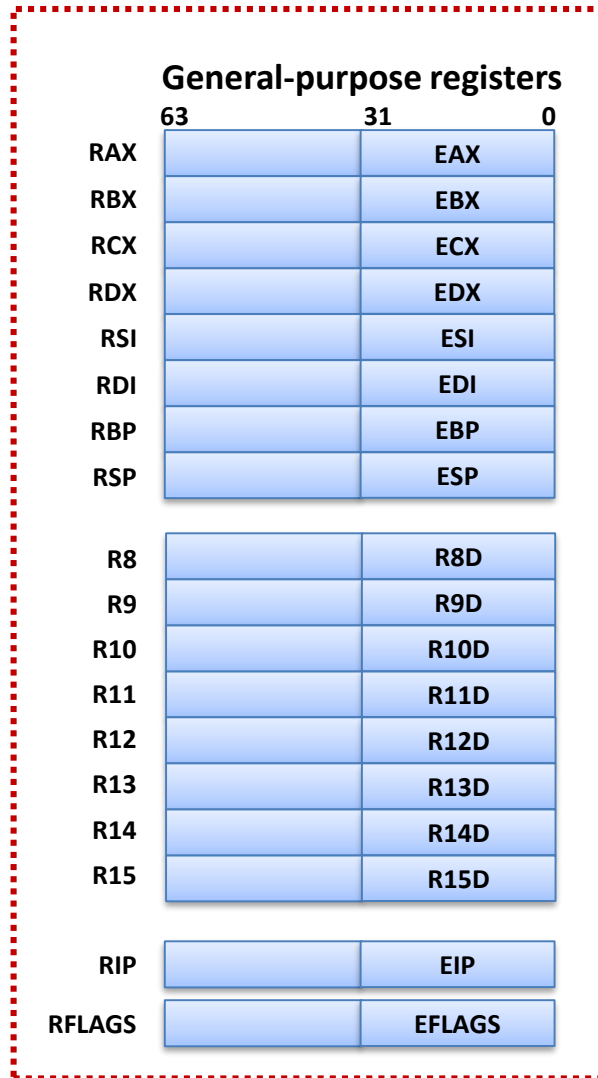 General-purpose registers
63 31 0
RAX EAX
RBX EBX
RCX ECX
RDX EDX
RSI ESI
RDI EDI
RBP EBP
RSP ESP
R8 R8D
R9 R9D
R10 R10D
R11 R11D
R12 R12D
R13 R13D
R14 R14D
R15 R15D
RIP EIP
RFLAGS EFLAGS